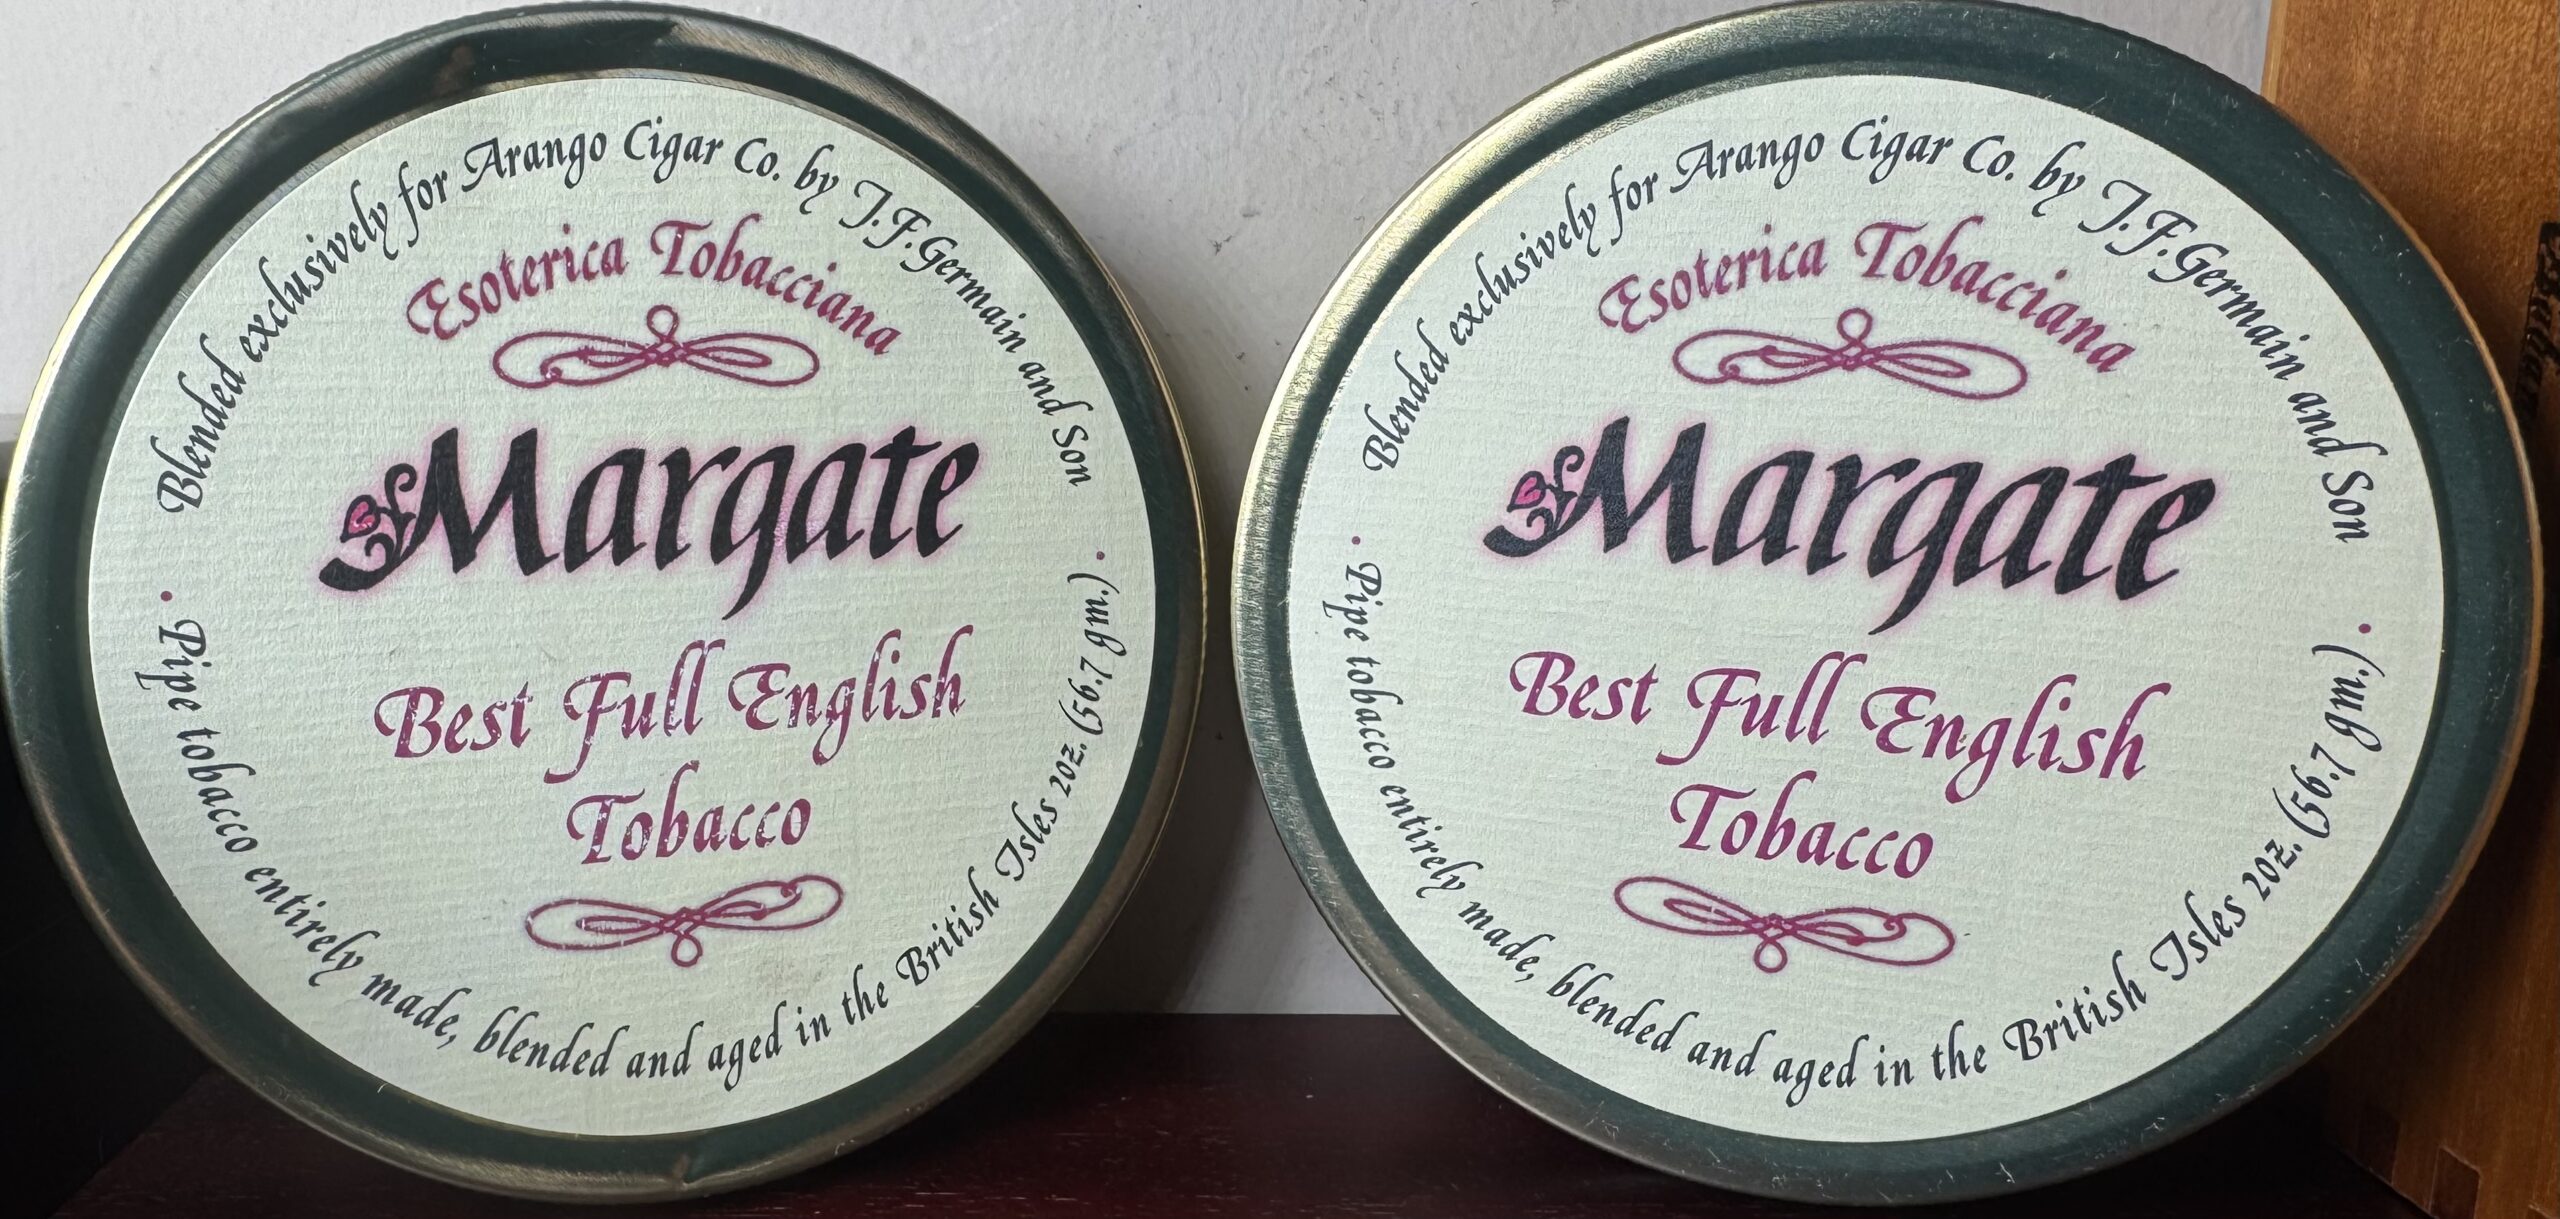 Blended exclusively for Arango Cigar Co. by J.F. Germain and Son
Esoterica Tobacciana
Margate
Best Full English
Tobacco
• Pipe tobacco entirely made, blended and aged in the British Isles 2oz. (56.7 gm.) •
Blended exclusively for Arango Cigar Co. by J.F. Germain and Son
Esoterica Tobacciana
Margate
Best Full English
Tobacco
• Pipe tobacco entirely made, blended and aged in the British Isles 2oz. (56.7 gm.) •